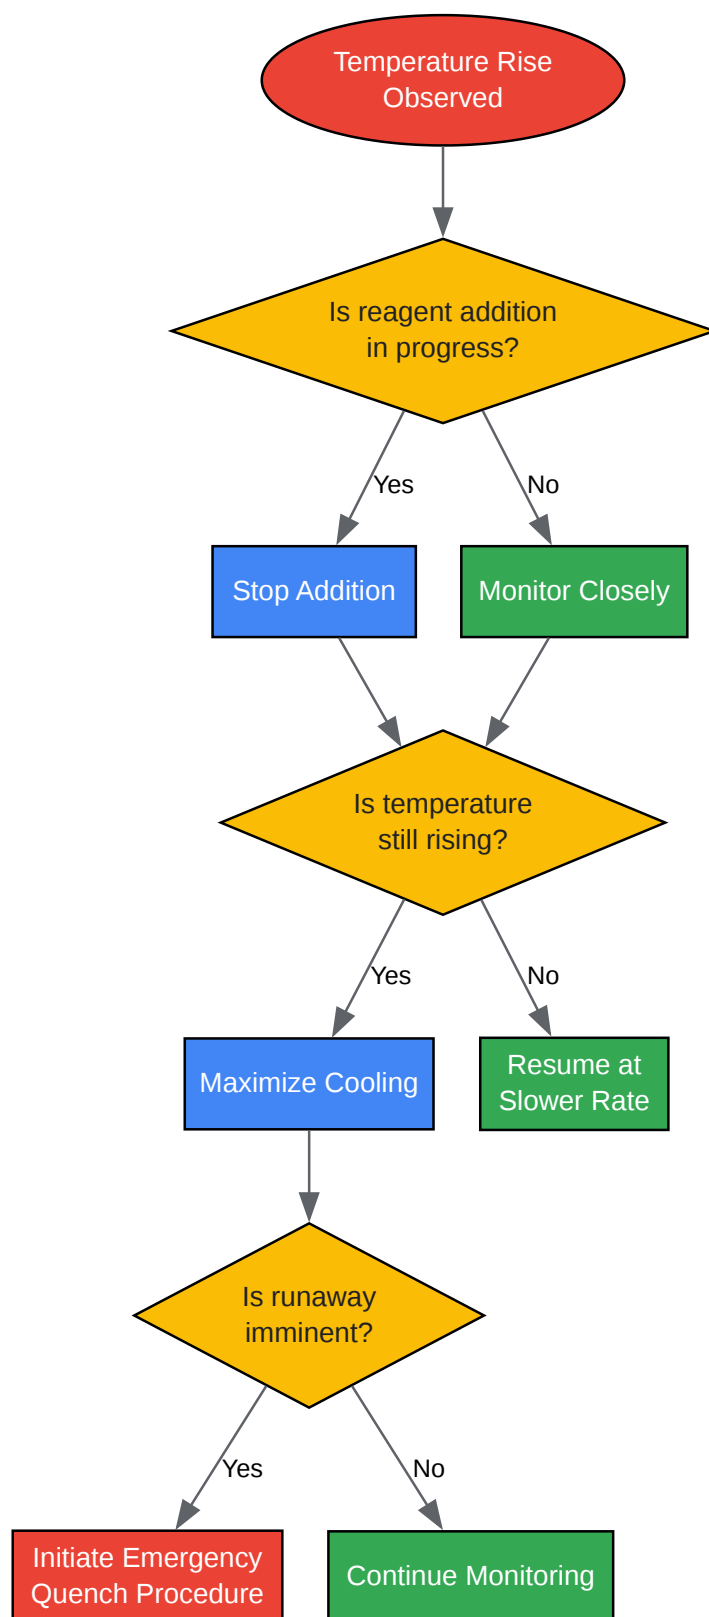 Temperature Rise
Observed
Is reagent addition
in progress?
Yes
No
Stop Addition
Monitor Closely
Is temperature
still rising?
Yes
No
Maximize Cooling
Resume at
Slower Rate
Is runaway
imminent?
Yes
No
Initiate Emergency
Quench Procedure
Continue Monitoring